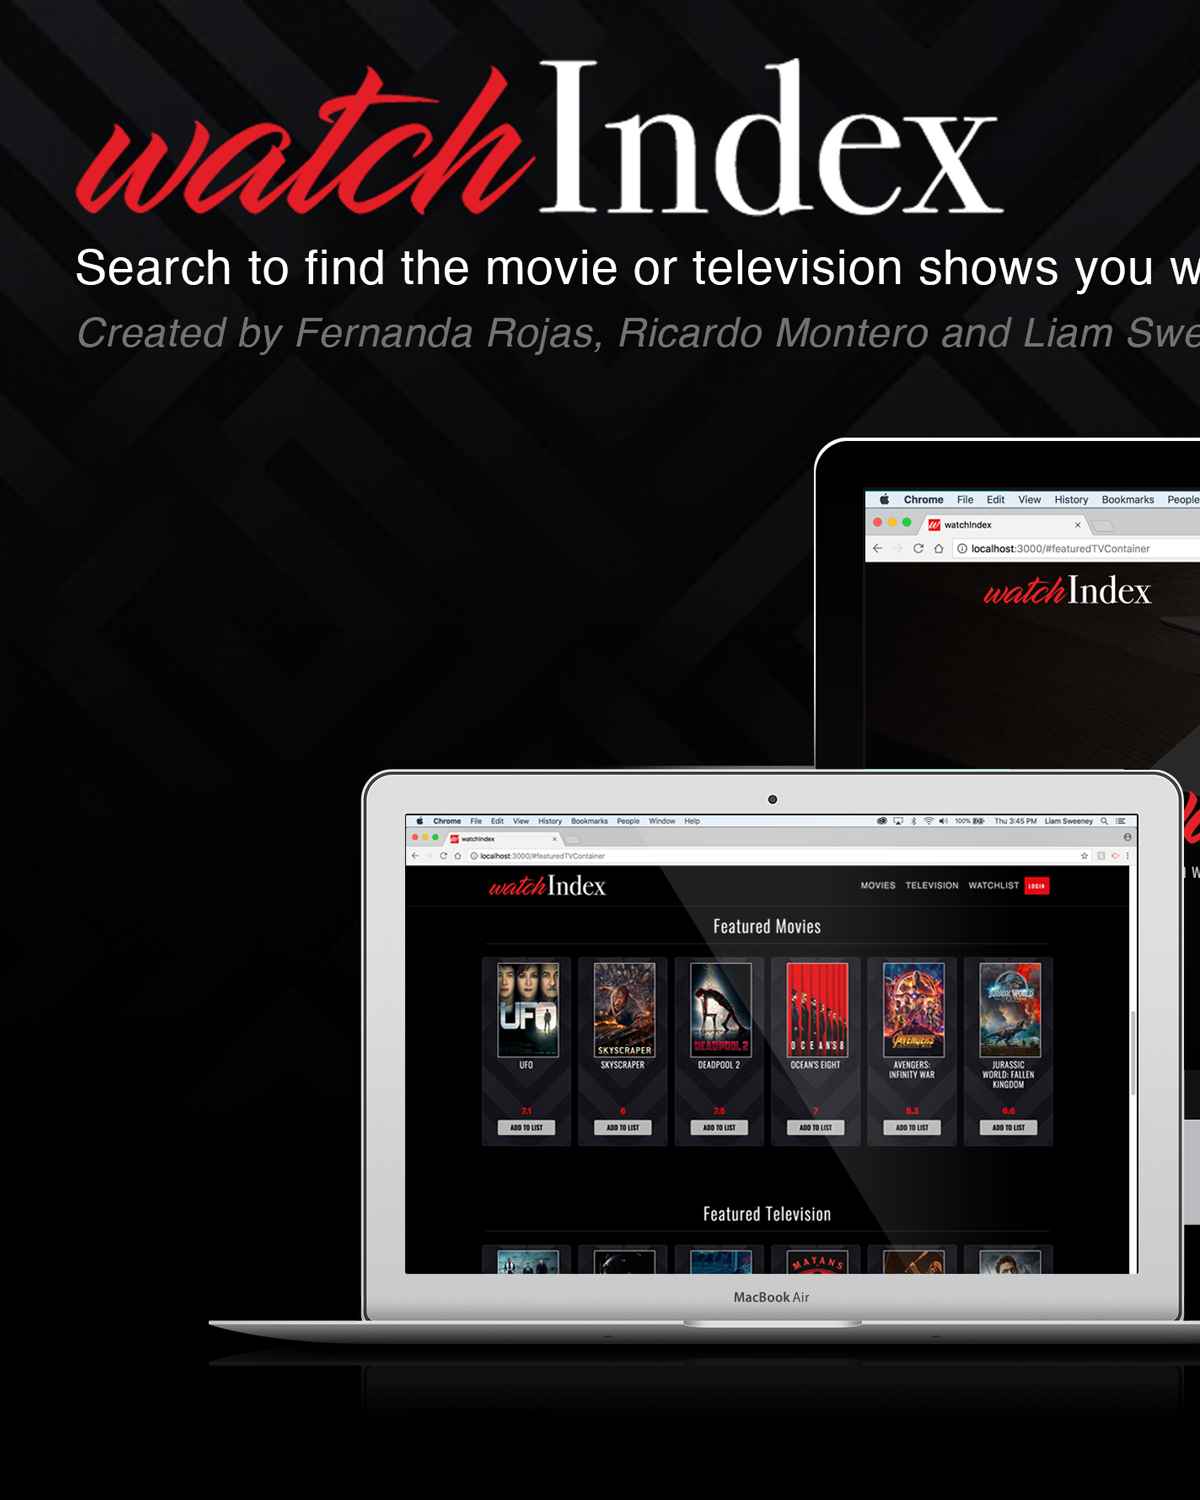 watchIndex
Search to find the movie or television shows you w
Created by Fernanda Rojas, Ricardo Montero and Liam Swe
Chrome File Edit View History Bookmarks People
watchIndex
localhost:3000/#featuredTVContainer
watchIndex
Chrome File Edit View History Bookmarks People Window Help 100% Thu 3:45 PM Liam Sweeney
watchIndex
localhost:3000/#featuredTVContainer
watchIndex MOVIES TELEVISION WATCHLIST LOGIN
Featured Movies
UFO SKYSCRAPER DEADPOOL 2 OCEAN'S 8 AVENGERS JURASSIC WORLD
UFO SKYSCRAPER DEADPOOL 2 OCEAN'S EIGHT AVENGERS: INFINITY WAR JURASSIC WORLD: FALLEN KINGDOM
7.1 6 7.5 7 8.3 6.6
ADD TO LIST ADD TO LIST ADD TO LIST ADD TO LIST ADD TO LIST ADD TO LIST
Featured Television
MAYANS
MacBook Air